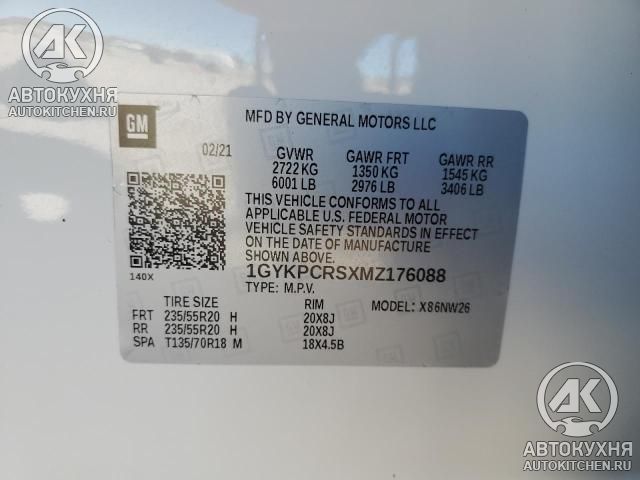 AK
АВТОКУХНЯ
AUTOKITCHEN.RU
GM
MFD BY GENERAL MOTORS LLC
02/21
GVWR GAWR FRT GAWR RR
2722 KG 1350 KG 1545 KG
6001 LB 2976 LB 3406 LB
THIS VEHICLE CONFORMS TO ALL
APPLICABLE U.S. FEDERAL MOTOR
VEHICLE SAFETY STANDARDS IN EFFECT
ON THE DATE OF MANUFACTURE
SHOWN ABOVE.
1GYKPCRSXMZ176088
140X
TYPE: M.P.V.
TIRE SIZE RIM MODEL: X86NW26
FRT 235/55R20 H 20X8J
RR 235/55R20 H 20X8J
SPA T135/70R18 M 18X4.5B
AK
АВТОКУХНЯ
AUTOKITCHEN.RU